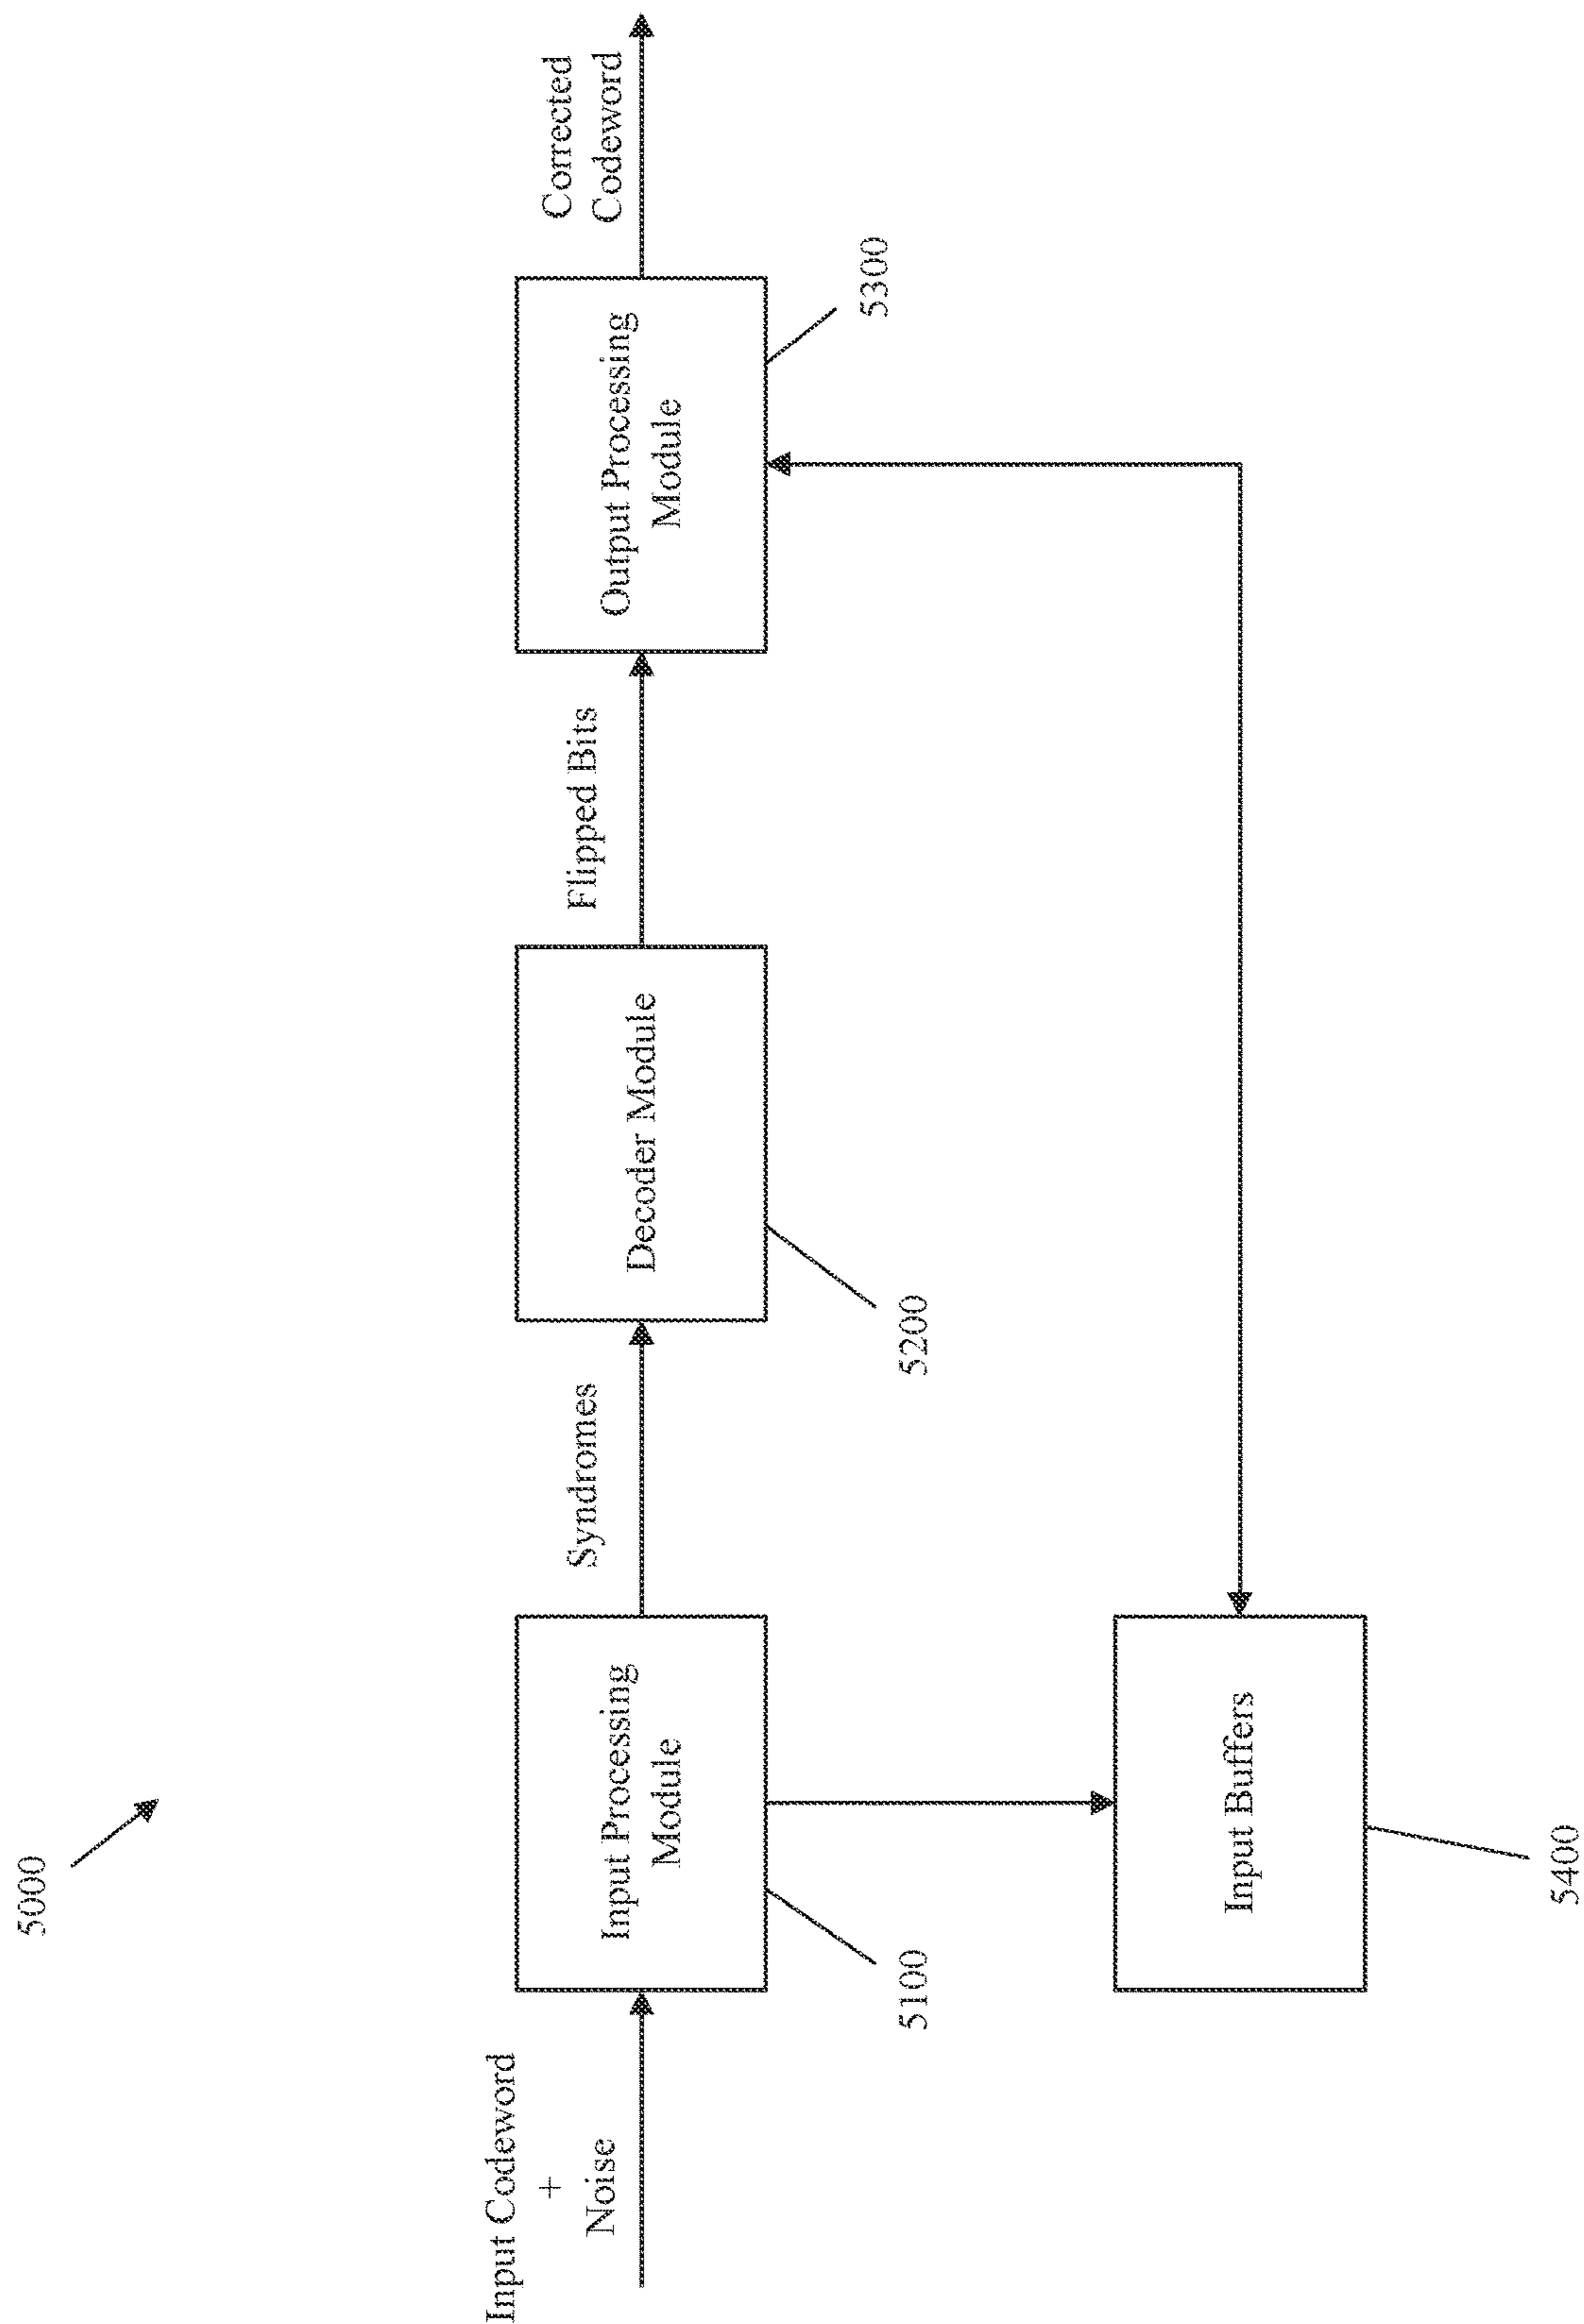 5000
Input Codeword
+
Noise
Input Processing
Module
5100
Syndromes
Decoder Module
5200
Flipped Bits
Output Processing
Module
5300
Corrected
Codeword
Input Buffers
5400